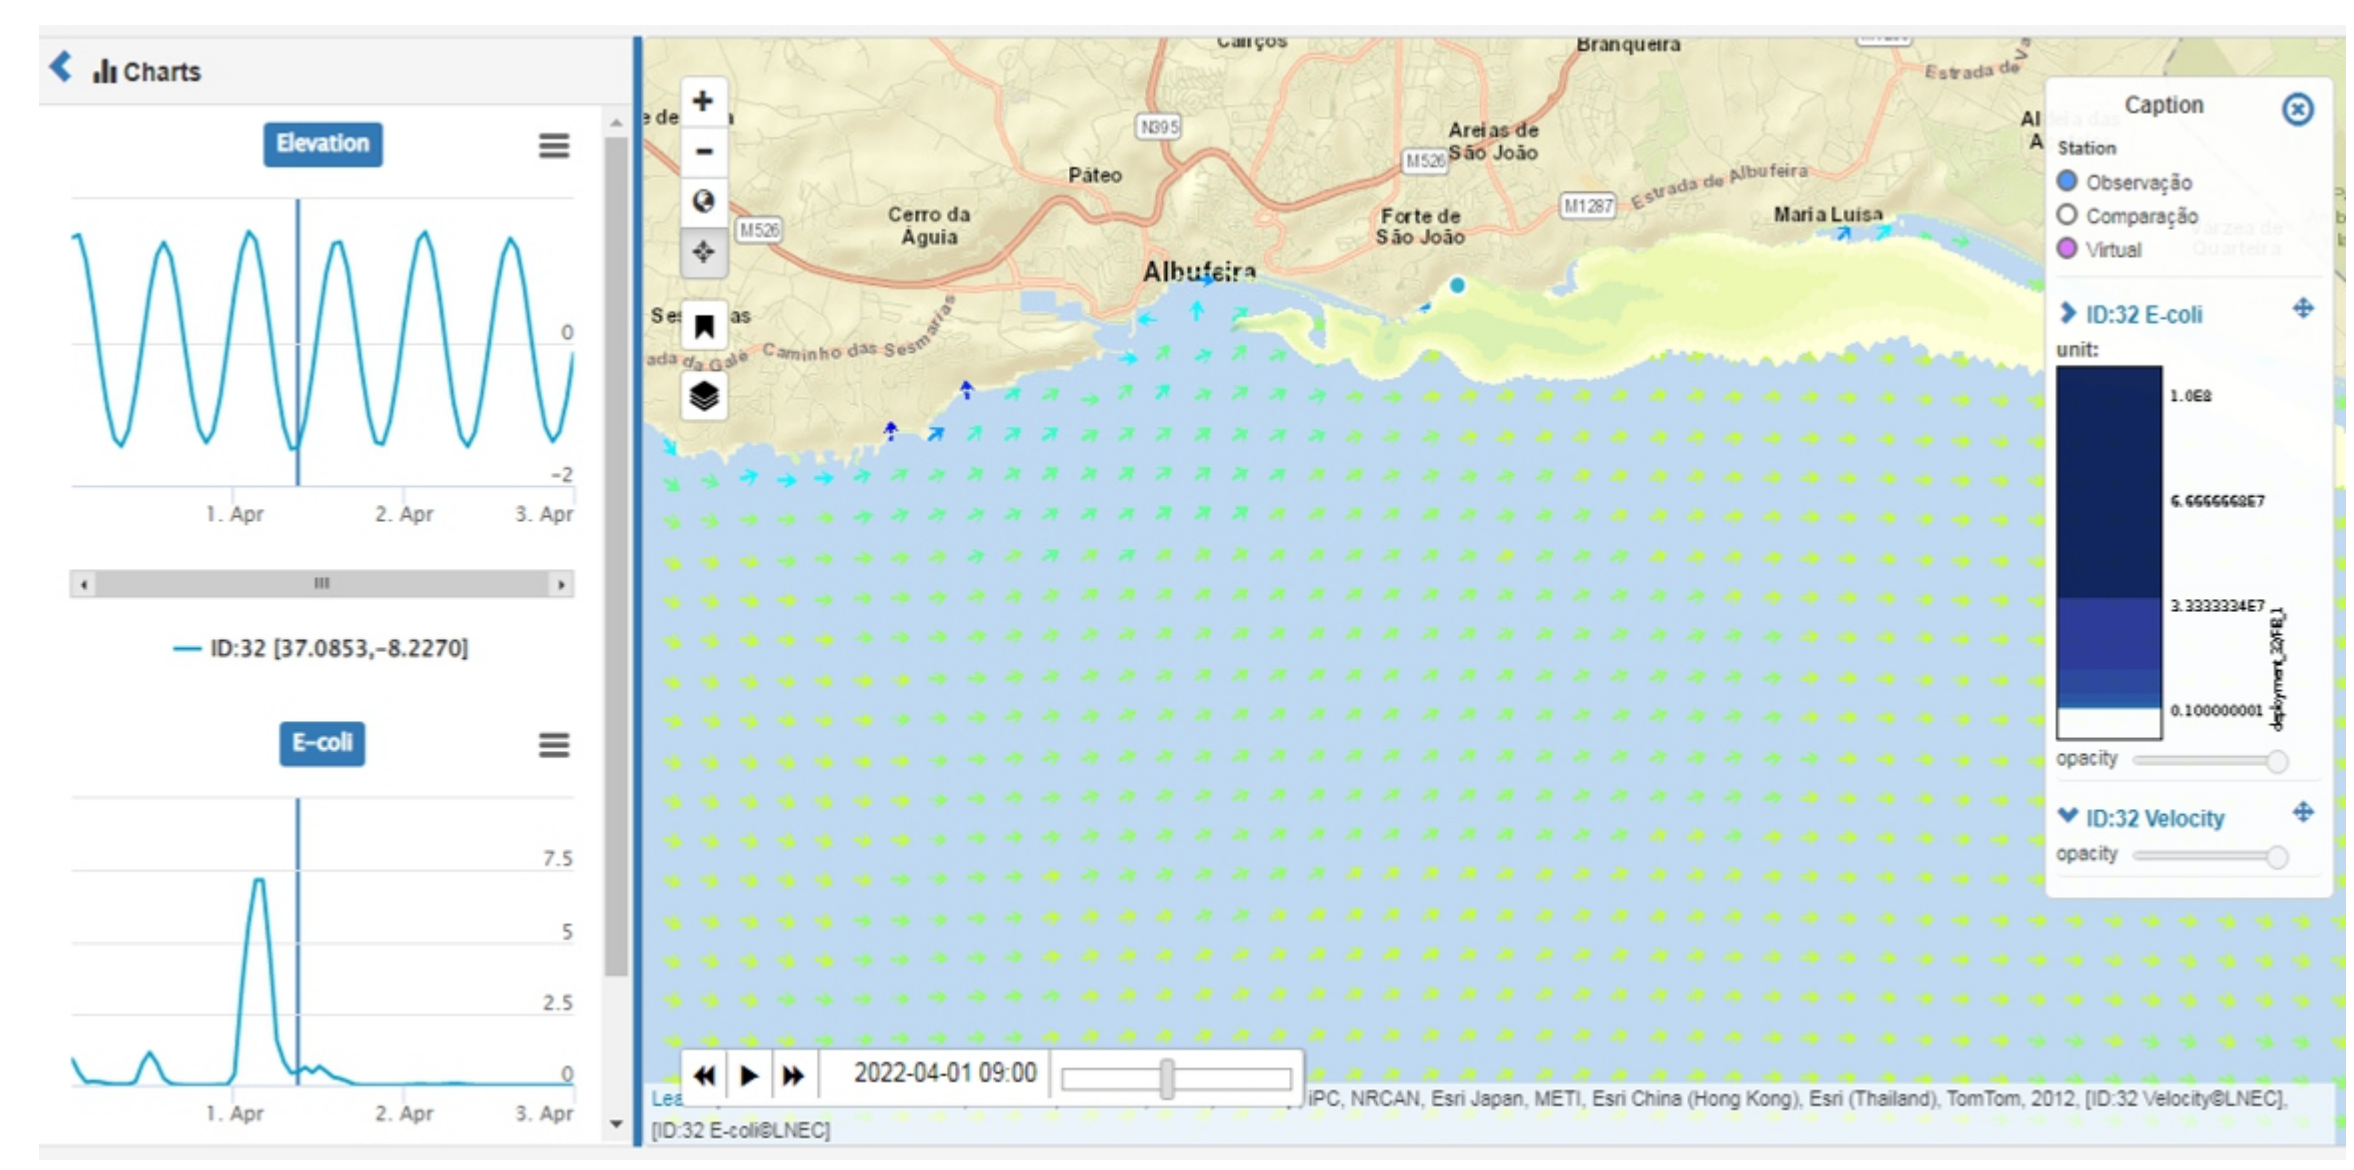 Charts
Elevation
0
-2
1. Apr
2. Apr
3. Apr
ID:32 [37.0853,-8.2270]
E-coli
7.5
5
2.5
0
1. Apr
2. Apr
3. Apr
Branqueira
Estrada de
N395
Areias de
São João
M526
Páteo
Estrada de Albufeira
M1287
Cerro da
Águia
M526
Forte de
São João
Maria Luísa
Albufeira
Caminho das Sesmarias
Caption
Station
Observação
Comparação
Virtual
ID:32 E-coli
unit:
1.0E8
6.6666668E7
3.3333334E7
0.100000001
deployment_32/FIB_1
opacity
ID:32 Velocity
opacity
2022-04-01 09:00
iPC, NRCAN, Esri Japan, METI, Esri China (Hong Kong), Esri (Thailand), TomTom, 2012, [ID:32 Velocity©LNEC],
[ID:32 E-coli©LNEC]